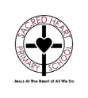 SACRED HEART
PRIMARY SCHOOL
Jesus At the Heart of All We Do